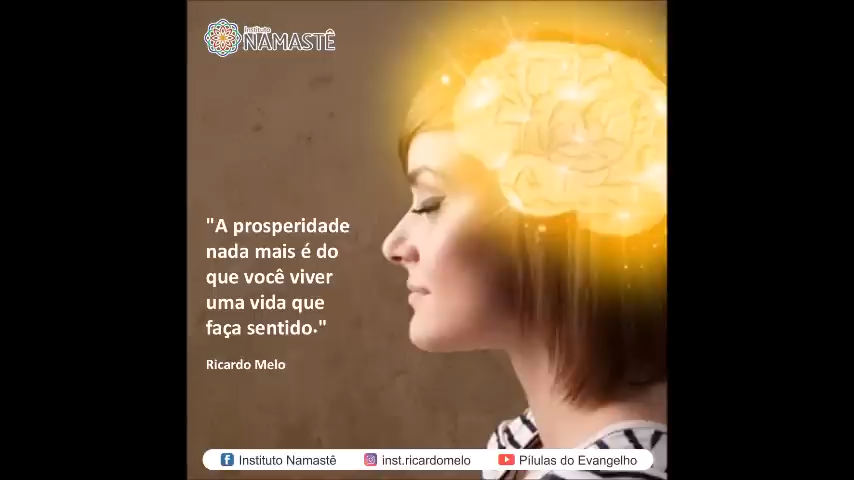 Instituto
NAMASTÊ
"A prosperidade
nada mais é do
que você viver
uma vida que
faça sentido."
Ricardo Melo
Instituto Namastê inst.ricardomelo Pílulas do Evangelho